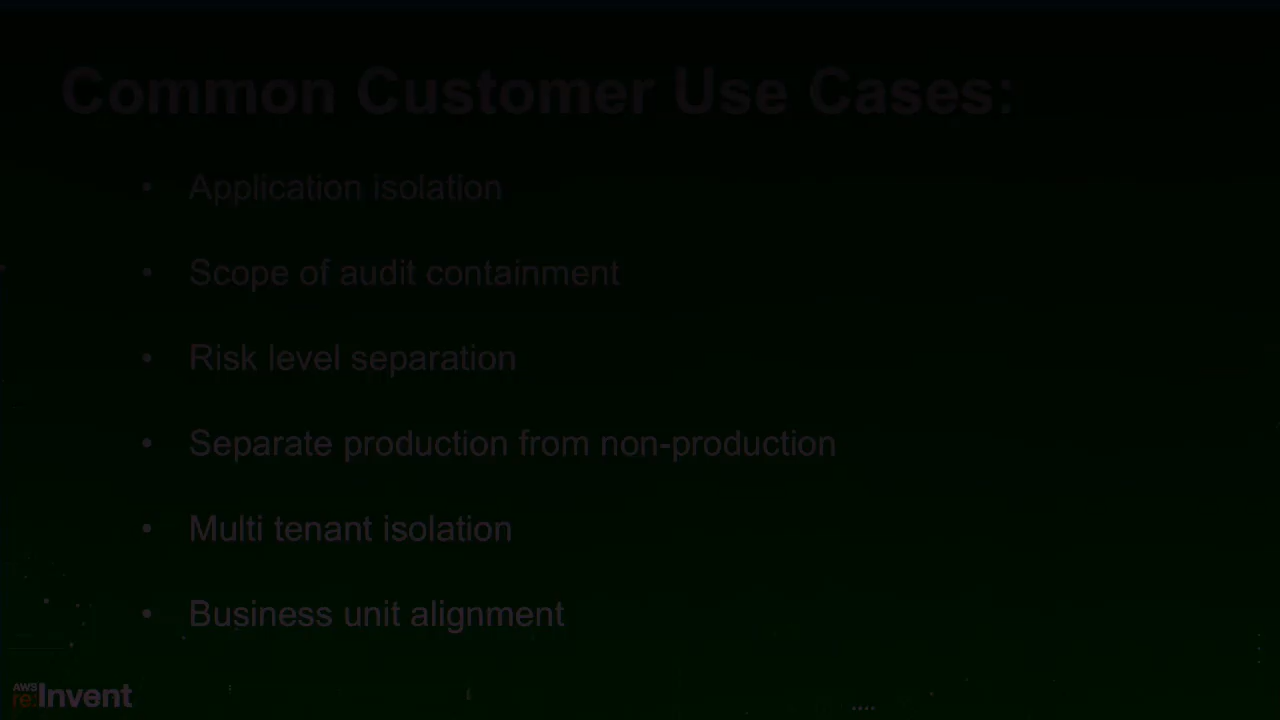 Common Customer Use Cases:
• Application isolation
• Scope of audit containment
• Risk level separation
• Separate production from non-production
• Multi tenant isolation
• Business unit alignment
AWS
re:Invent